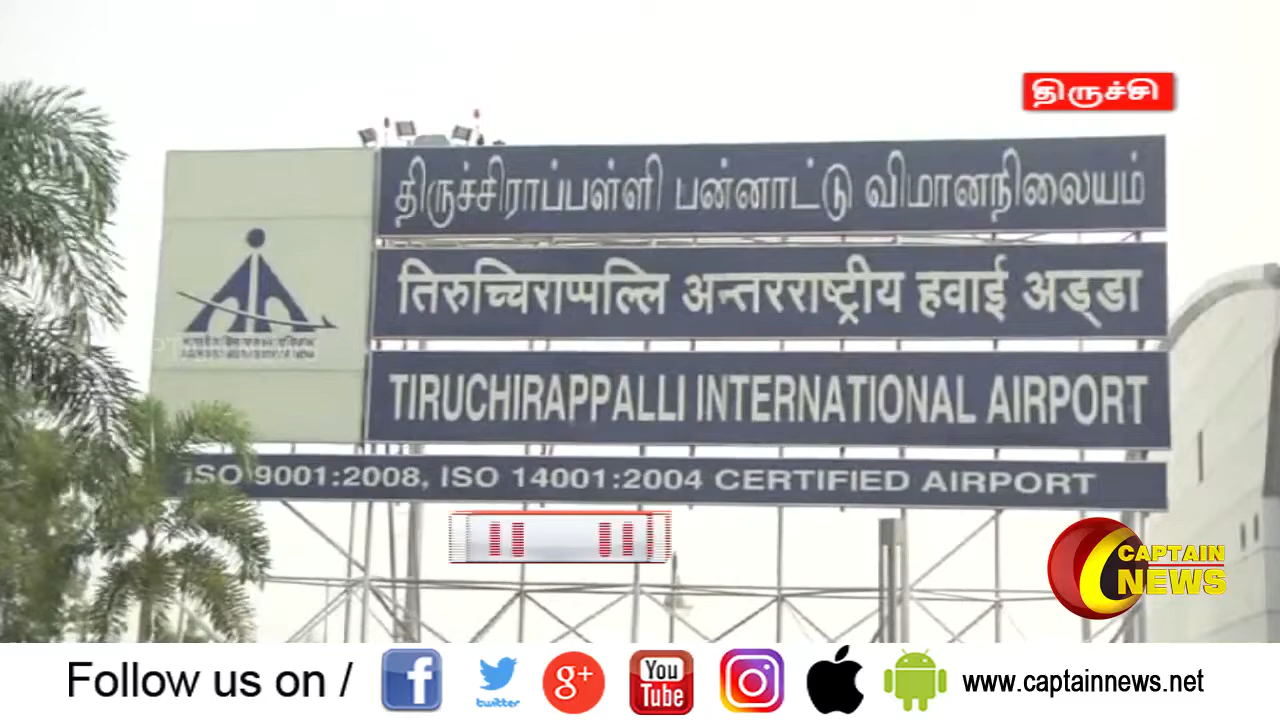 திருச்சி
திருச்சிராப்பள்ளி பன்னாட்டு விமானநிலையம்
तिरुच्चिराप्पल्लि अन्तरराष्ट्रीय हवाई अड्डा
TIRUCHIRAPPALLI INTERNATIONAL AIRPORT
ISO 9001:2008, ISO 14001:2004 CERTIFIED AIRPORT
CAPTAIN
NEWS
Follow us on / f twitter g+ You Tube www.captainnews.net